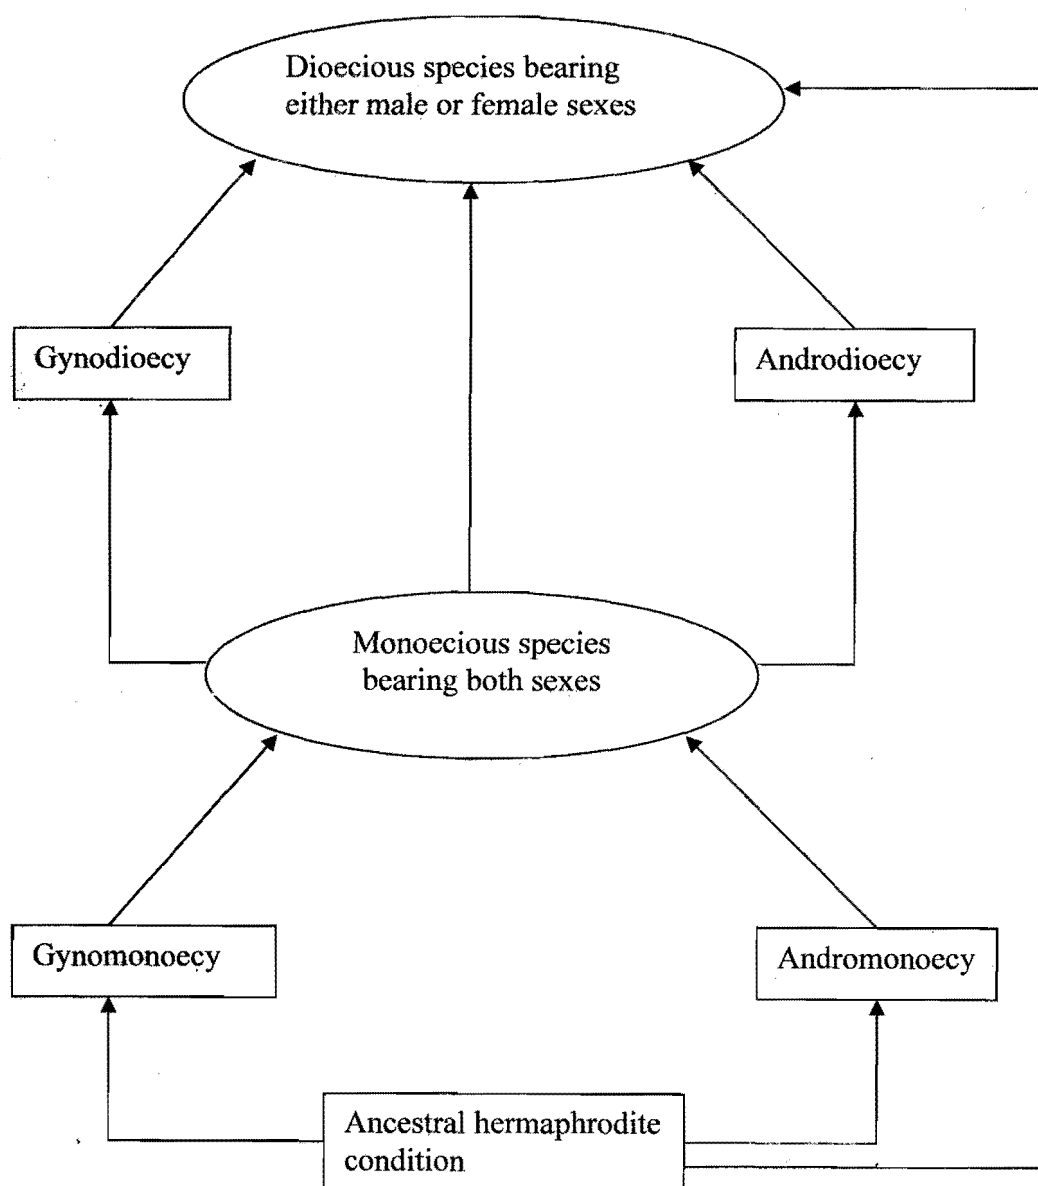 Dioecious species bearing
either male or female sexes
Gynodioecy
Androdioecy
Monoecious species
bearing both sexes
Gynomonoecy
Andromonoecy
Ancestral hermaphrodite
condition